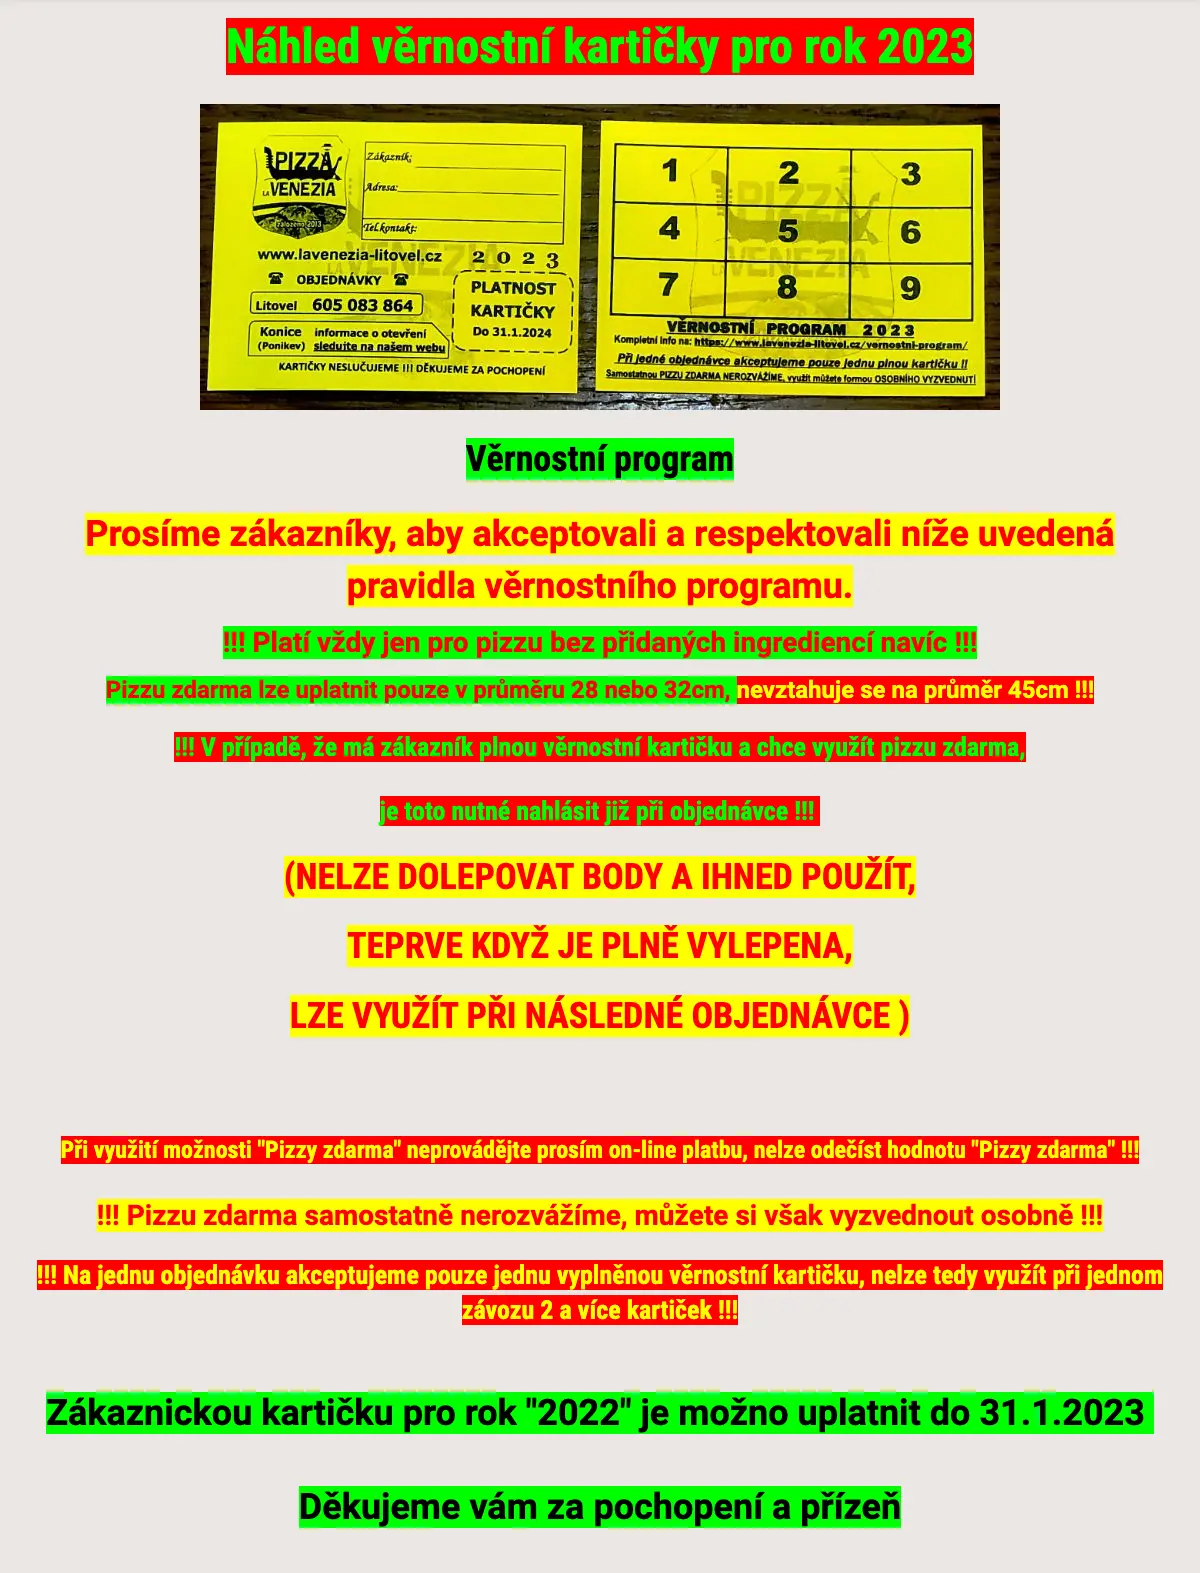 Náhled věrnostní kartičky pro rok 2023
PIZZA
LA VENEZIA
založeno 2013
Zákazník:
Adresa:
Tel.kontakt:
www.lavenezia-litovel.cz
2 0 2 3
☎ OBJEDNÁVKY ☎
Litovel 605 083 864
Konice informace o otevření
(Ponikev) sledujte na našem webu
PLATNOST
KARTIČKY
Do 31.1.2024
KARTIČKY NESLUČUJEME !!! DĚKUJEME ZA POCHOPENÍ
PIZZA
LA VENEZIA
1 2 3
4 5 6
7 8 9
PIZZA
LA VENEZIA
VĚRNOSTNÍ PROGRAM 2 0 2 3
Kompletní info na: https://www.lavenezia-litovel.cz/vernostni-program/
Při jedné objednávce akceptujeme pouze jednu plnou kartičku !!
Samostatnou PIZZU ZDARMA NEROZVÁŽÍME, využít můžete formou OSOBNÍHO VYZVEDNUTÍ
Věrnostní program
Prosíme zákazníky, aby akceptovali a respektovali níže uvedená
pravidla věrnostního programu.
!!! Platí vždy jen pro pizzu bez přidaných ingrediencí navíc !!!
Pizzu zdarma lze uplatnit pouze v průměru 28 nebo 32cm, nevztahuje se na průměr 45cm !!!
!!! V případě, že má zákazník plnou věrnostní kartičku a chce využít pizzu zdarma,
je toto nutné nahlásit již při objednávce !!!
(NELZE DOLEPOVAT BODY A IHNED POUŽÍT,
TEPRVE KDYŽ JE PLNĚ VYLEPENA,
LZE VYUŽÍT PŘI NÁSLEDNÉ OBJEDNÁVCE )
Při využití možnosti "Pizzy zdarma" neprovádějte prosím on-line platbu, nelze odečíst hodnotu "Pizzy zdarma" !!!
!!! Pizzu zdarma samostatně nerozvážíme, můžete si však vyzvednout osobně !!!
!!! Na jednu objednávku akceptujeme pouze jednu vyplněnou věrnostní kartičku, nelze tedy využít při jednom
závozu 2 a více kartiček !!!
Zákaznickou kartičku pro rok "2022" je možno uplatnit do 31.1.2023
Děkujeme vám za pochopení a přízeň